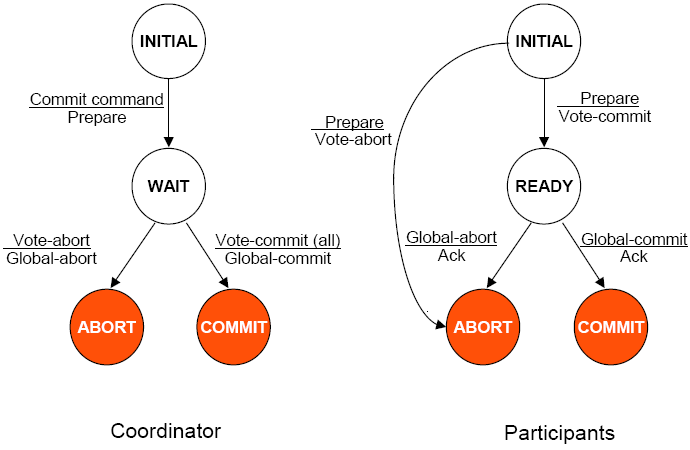 INITIAL
Commit command
Prepare
WAIT
Vote-abort
Global-abort
Vote-commit (all)
Global-commit
ABORT
COMMIT
Coordinator
INITIAL
Prepare
Vote-abort
Prepare
Vote-commit
READY
Global-abort
Ack
Global-commit
Ack
ABORT
COMMIT
Participants